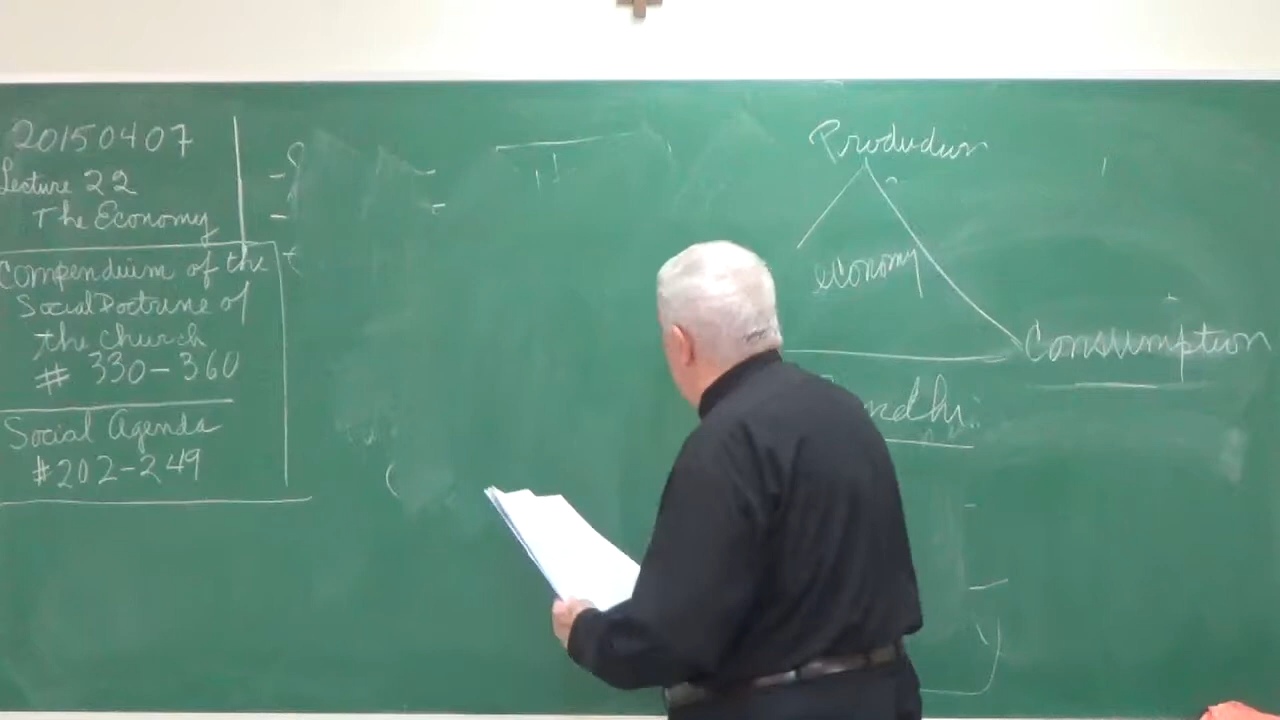 20150407
Lecture 22
The Economy
Compendium of the
Social Doctrine of
the church
# 330-360
Social Agenda
#202-249
Production
economy
Consumption